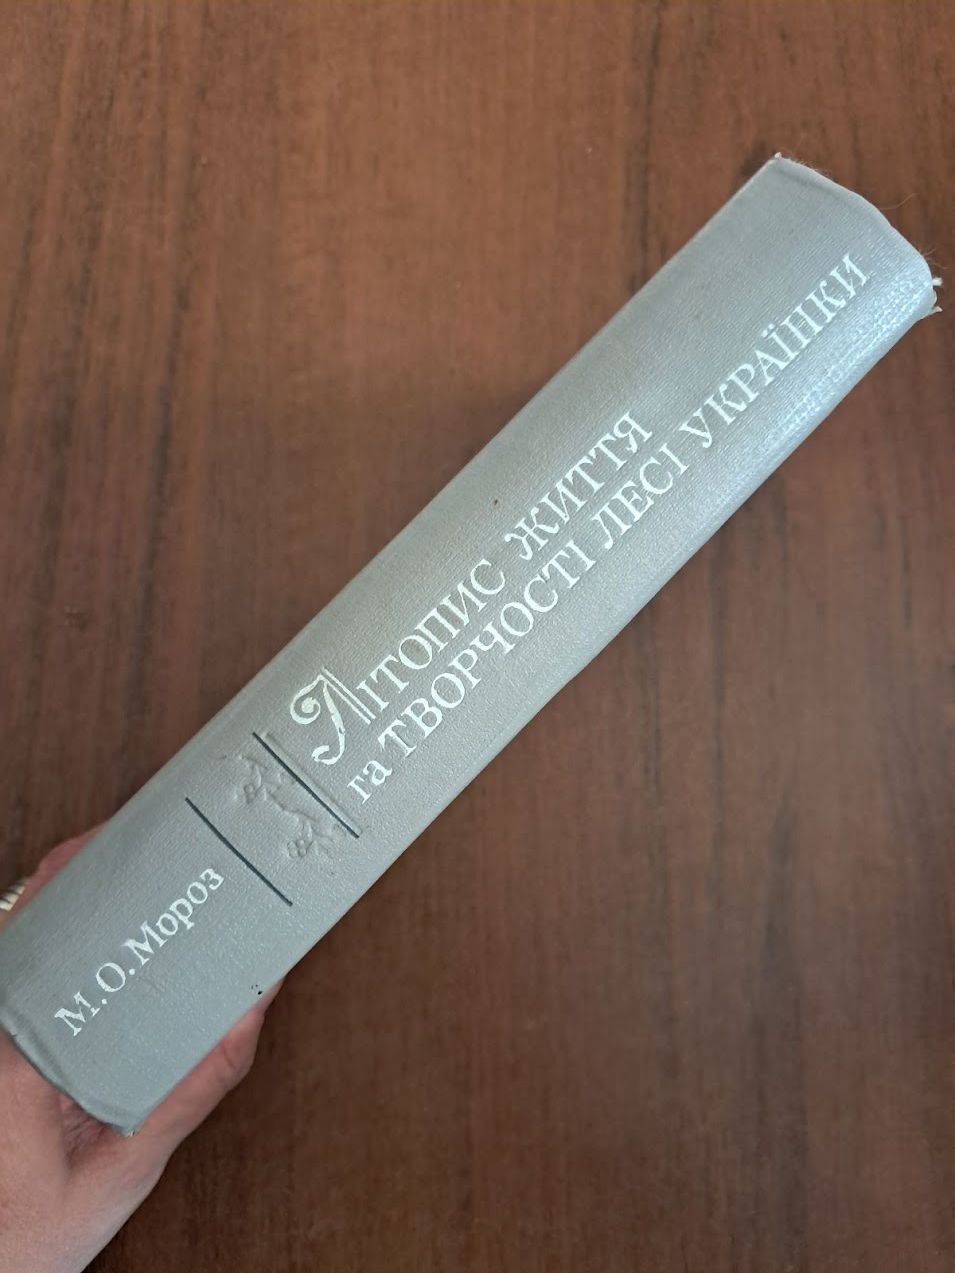 М. О. Мороз
Літопис ЖИТТЯ
та ТВОРЧОСТІ ЛЕСІ УКРАЇНКИ